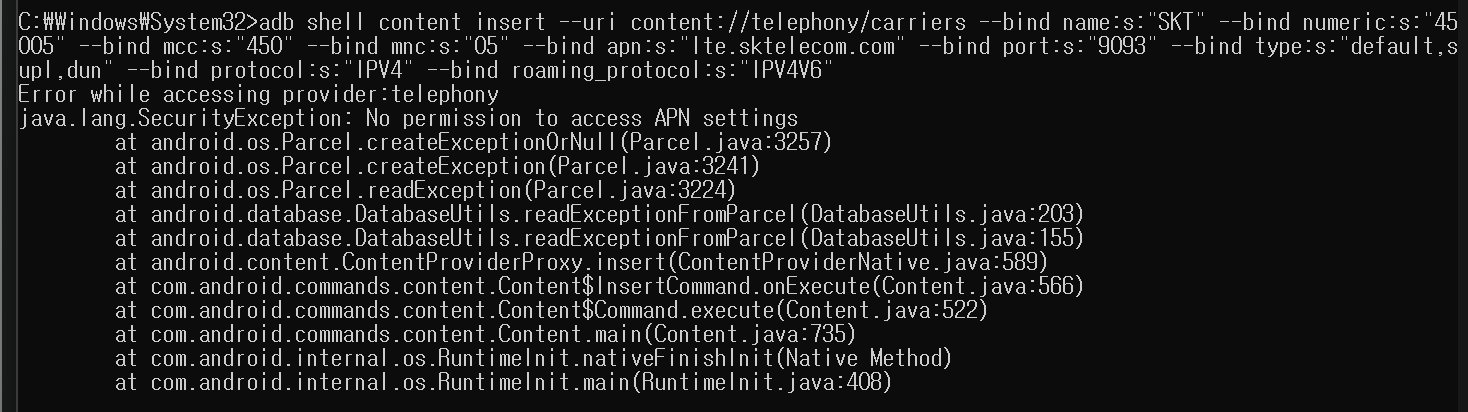 C:₩Windows₩System32>adb shell content insert --uri content://telephony/carriers --bind name:s:"SKT" --bind numeric:s:"45
005" --bind mcc:s:"450" --bind mnc:s:"05" --bind apn:s:"lte.sktelecom.com" --bind port:s:"9093" --bind type:s:"default,s
upl,dun" --bind protocol:s:"IPV4" --bind roaming_protocol:s:"IPV4V6"
Error while accessing provider:telephony
java.lang.SecurityException: No permission to access APN settings
        at android.os.Parcel.createExceptionOrNull(Parcel.java:3257)
        at android.os.Parcel.createException(Parcel.java:3241)
        at android.os.Parcel.readException(Parcel.java:3224)
        at android.database.DatabaseUtils.readExceptionFromParcel(DatabaseUtils.java:203)
        at android.database.DatabaseUtils.readExceptionFromParcel(DatabaseUtils.java:155)
        at android.content.ContentProviderProxy.insert(ContentProviderNative.java:589)
        at com.android.commands.content.Content$InsertCommand.onExecute(Content.java:566)
        at com.android.commands.content.Content$Command.execute(Content.java:522)
        at com.android.commands.content.Content.main(Content.java:735)
        at com.android.internal.os.RuntimeInit.nativeFinishInit(Native Method)
        at com.android.internal.os.RuntimeInit.main(RuntimeInit.java:408)